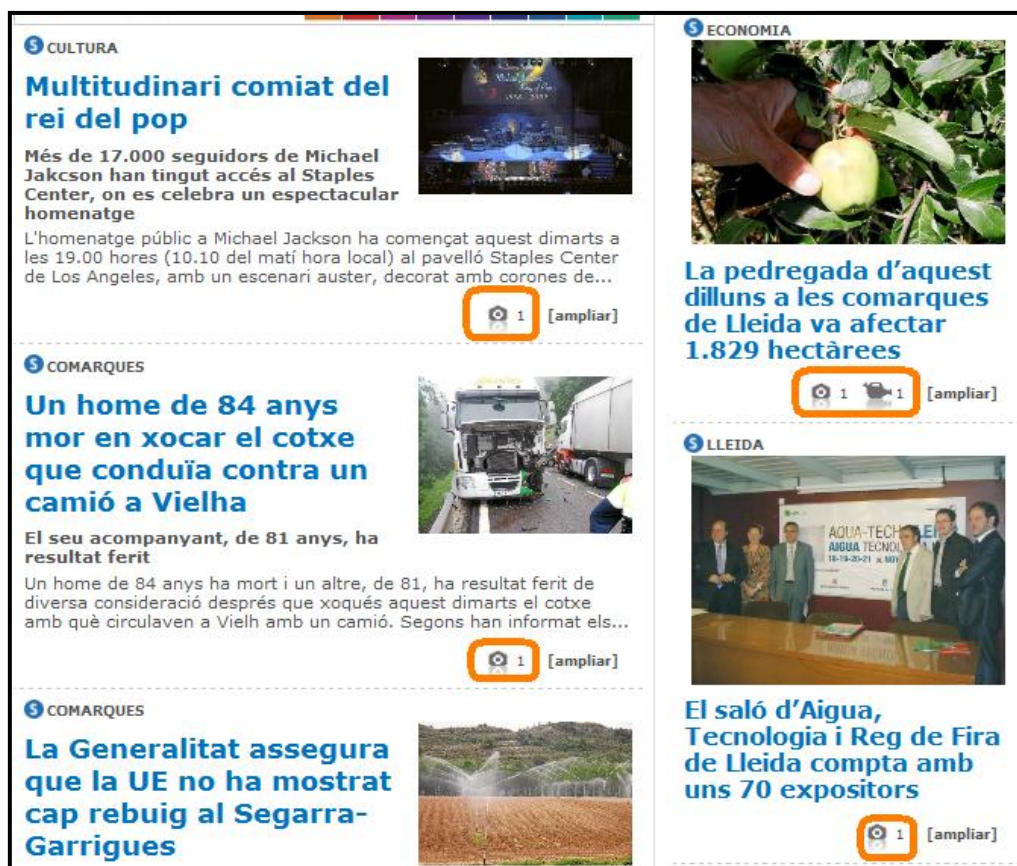 S CULTURA
Multitudinari comiat del
rei del pop
Més de 17.000 seguidors de Michael
Jakcson han tingut accés al Staples
Center, on es celebra un espectacular
homenatge
L'homenatge públic a Michael Jackson ha començat aquest dimarts a
les 19.00 hores (10.10 del matí hora local) al pavelló Staples Center
de Los Angeles, amb un escenari auster, decorat amb corones de...
1 [ampliar]
S COMARQUES
Un home de 84 anys
mor en xocar el cotxe
que conduïa contra un
camió a Vielha
El seu acompanyant, de 81 anys, ha
resultat ferit
Un home de 84 anys ha mort i un altre, de 81, ha resultat ferit de
diversa consideració després que xoqués aquest dimarts el cotxe
amb què circulaven a Vielh amb un camió. Segons han informat els...
1 [ampliar]
S COMARQUES
La Generalitat assegura
que la UE no ha mostrat
cap rebuig al Segarra-
Garrigues
S ECONOMIA
La pedregada d'aquest
dilluns a les comarques
de Lleida va afectar
1.829 hectàrees
1 1 [ampliar]
S LLEIDA
AQUA-TECH
AIGUA TECNOLOGIA
18-19-20-21
El saló d'Aigua,
Tecnologia i Reg de Fira
de Lleida compta amb
uns 70 expositors
1 [ampliar]